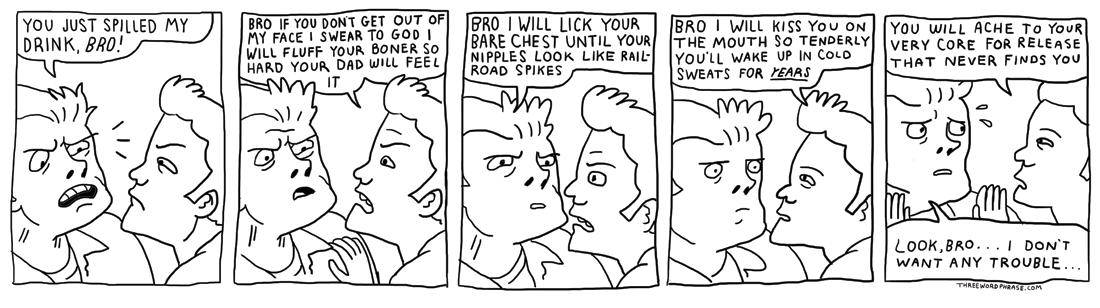 YOU JUST SPILLED MY
DRINK, BRO!
BRO IF YOU DON'T GET OUT OF
MY FACE I SWEAR TO GOD I
WILL FLUFF YOUR BONER SO
HARD YOUR DAD WILL FEEL
IT
BRO I WILL LICK YOUR
BARE CHEST UNTIL YOUR
NIPPLES LOOK LIKE RAIL-
ROAD SPIKES
BRO I WILL KISS YOU ON
THE MOUTH SO TENDERLY
YOU'LL WAKE UP IN COLD
SWEATS FOR YEARS
YOU WILL ACHE TO YOUR
VERY CORE FOR RELEASE
THAT NEVER FINDS YOU
LOOK, BRO... I DON'T
WANT ANY TROUBLE...
THREEWORDPHRASE.COM